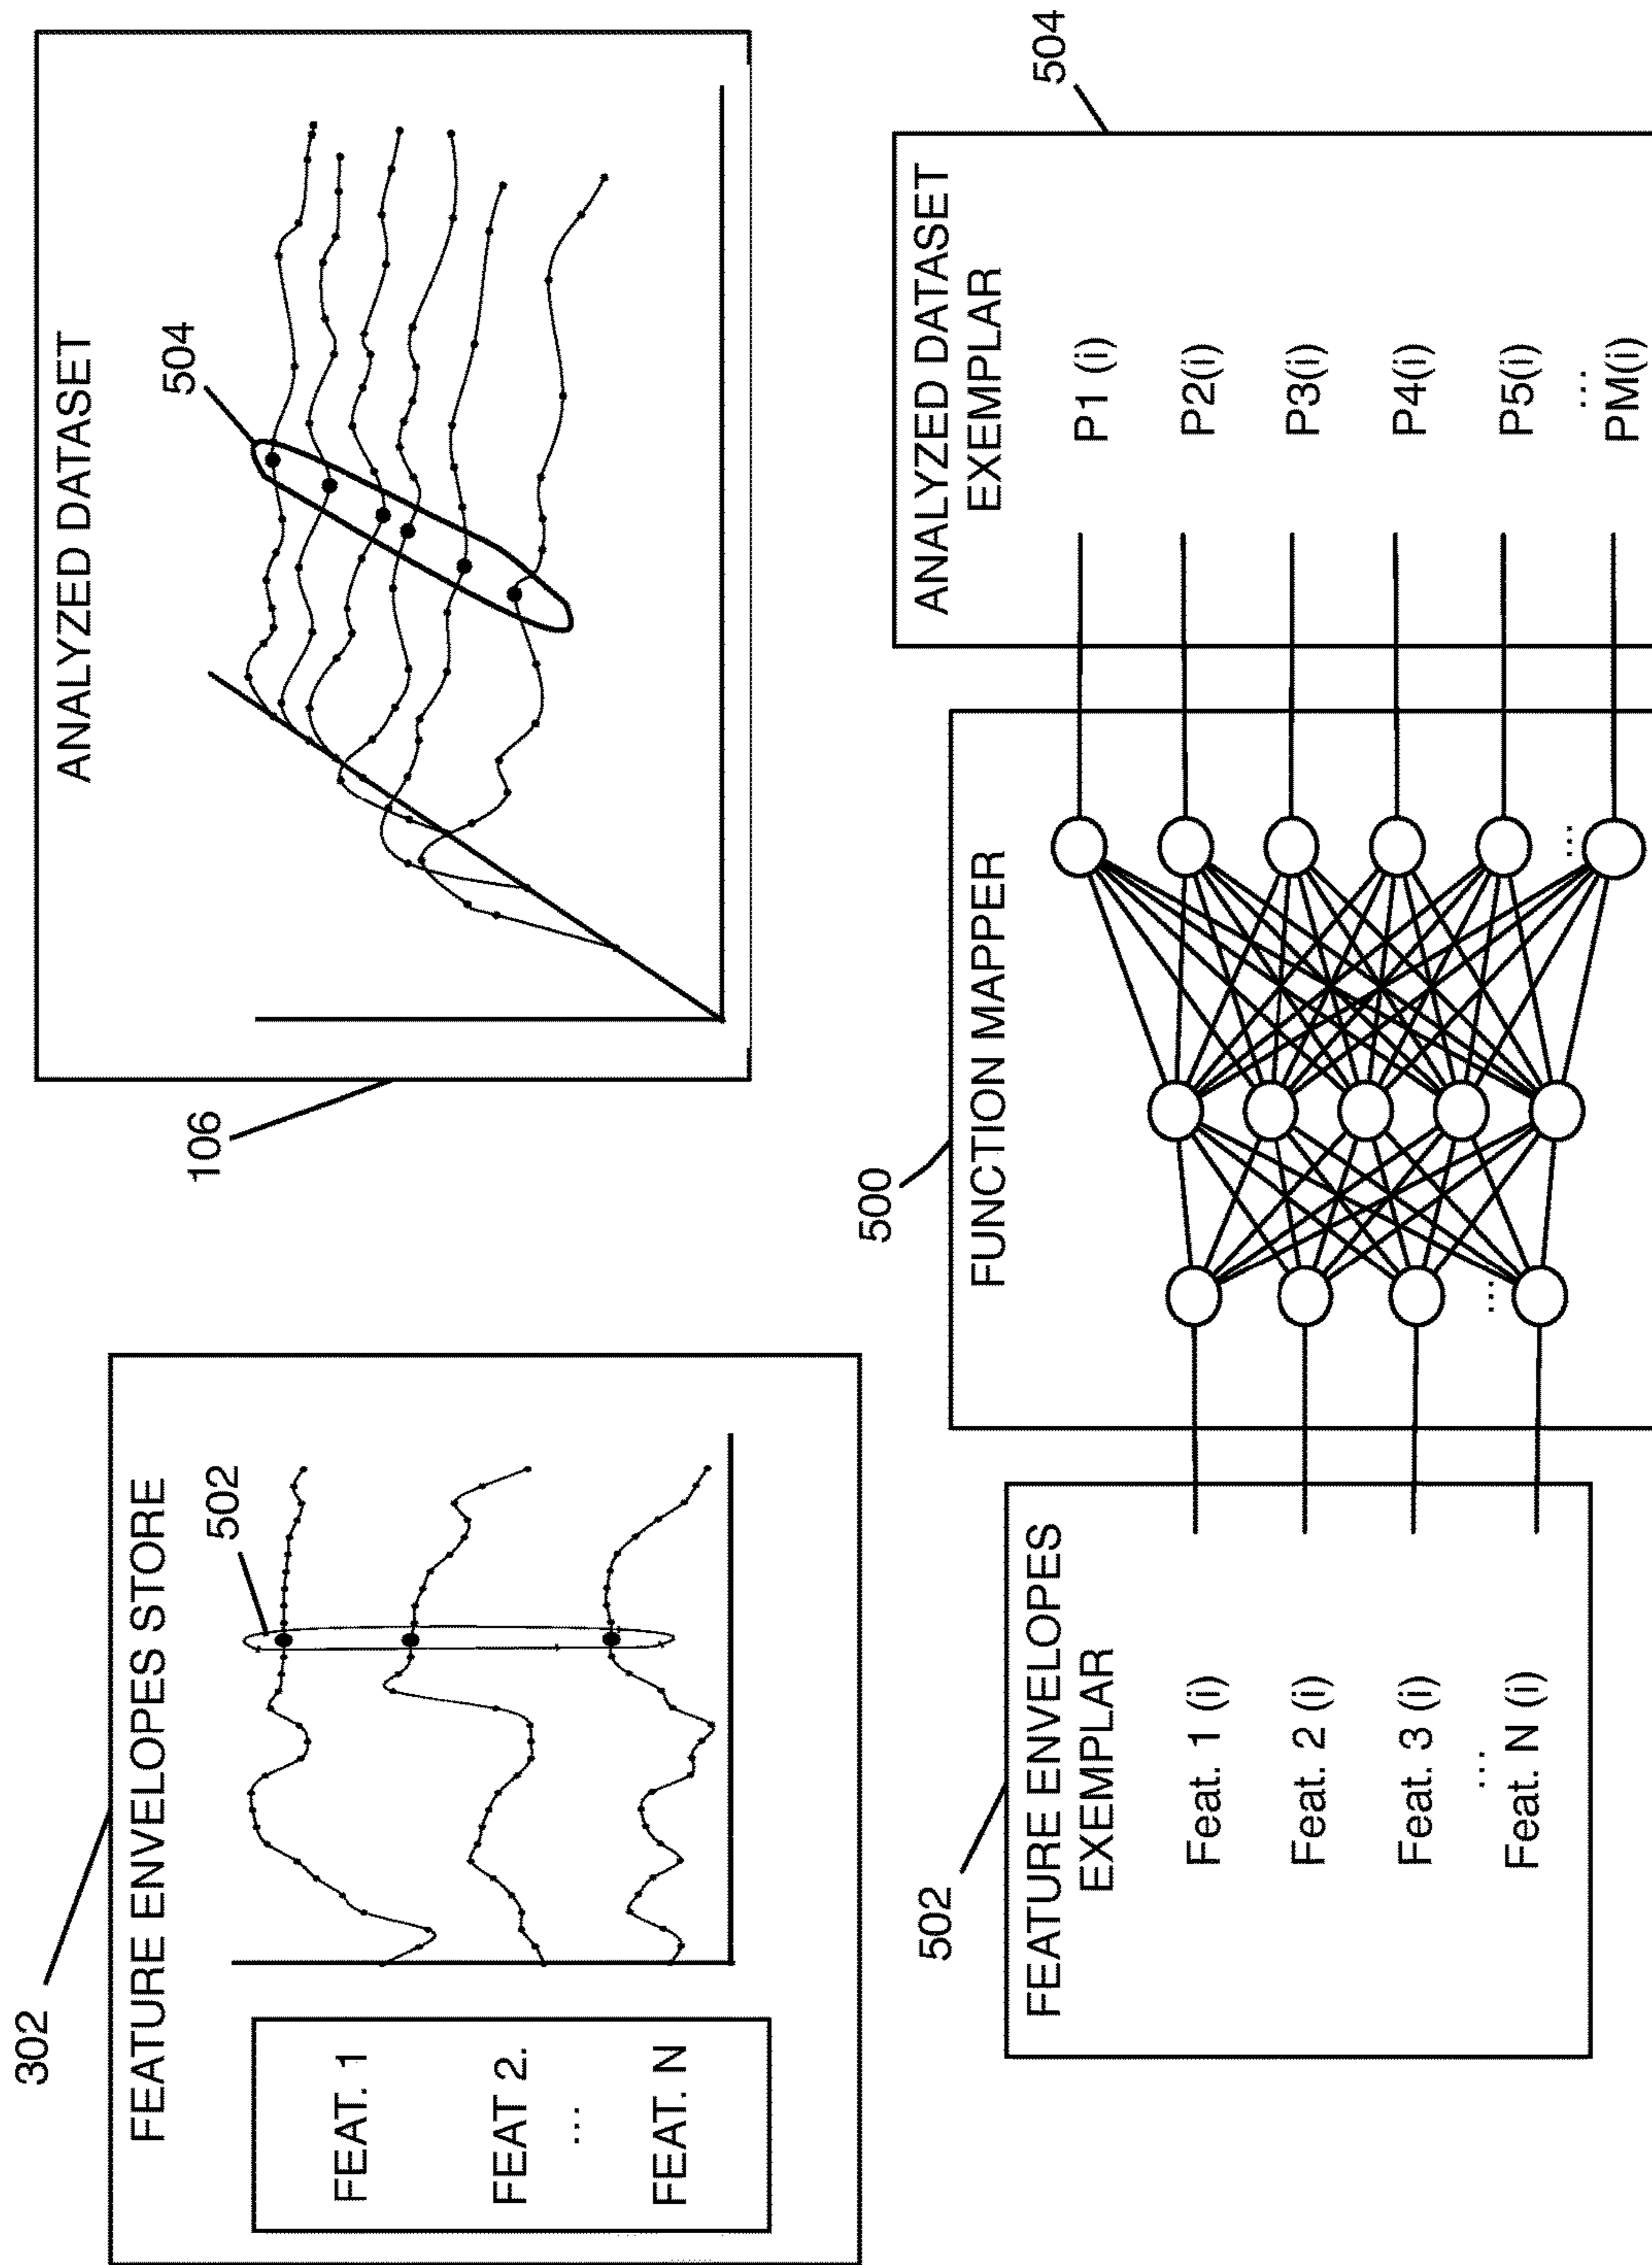 302
FEATURE ENVELOPES STORE
FEAT. 1
FEAT 2.
...
FEAT. N
502
106
ANALYZED DATASET
504
502
FEATURE ENVELOPES
EXEMPLAR
Feat. 1 (i)
Feat. 2 (i)
Feat. 3 (i)
...
Feat. N (i)
500
FUNCTION MAPPER
...
...
504
ANALYZED DATASET
EXEMPLAR
P1 (i)
P2(i)
P3(i)
P4(i)
P5(i)
...
PM(i)